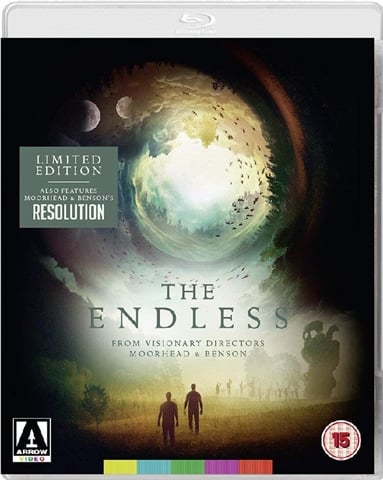 LIMITED
EDITION
ALSO FEATURES
MOORHEAD & BENSON'S
RESOLUTION
THE
ENDLESS
FROM VISIONARY DIRECTORS
MOORHEAD & BENSON
ARROW
VIDEO
15